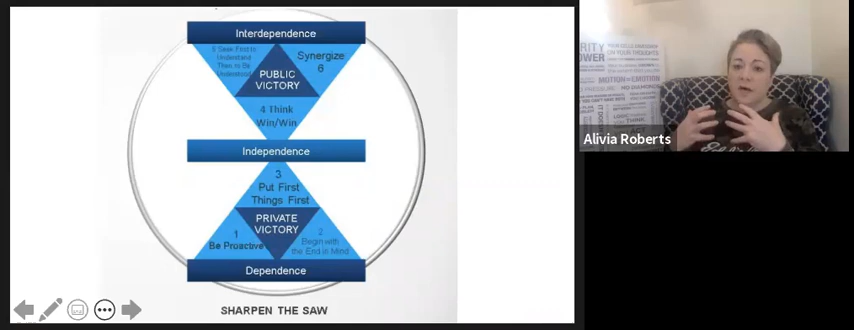 Interdependence
5 Seek First to
Understand
Then to Be
Understood
Synergize
6
PUBLIC
VICTORY
4 Think
Win/Win
Independence
3
Put First
Things First
PRIVATE
VICTORY
1
Be Proactive
2
Begin with
the End in Mind
Dependence
SHARPEN THE SAW
Alivia Roberts
MOTION=EMOTION